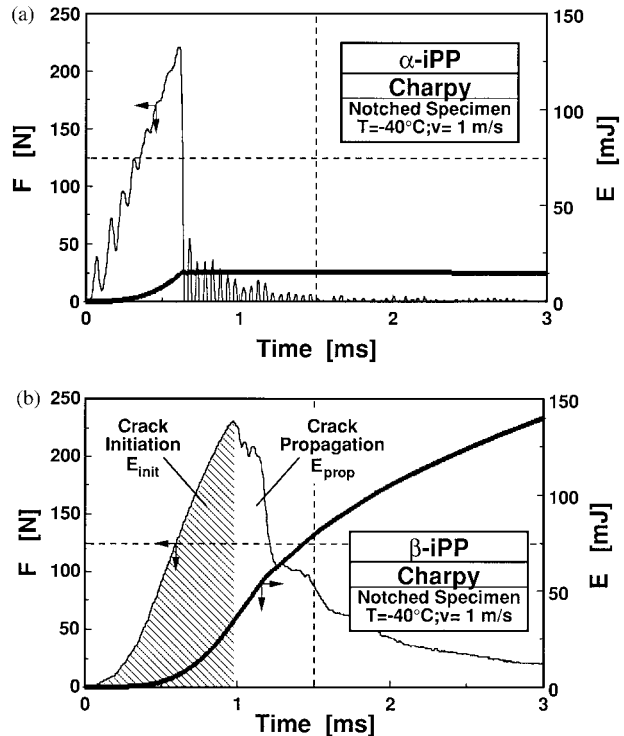 (a)
250
200
150
100
50
0
F [N]
150
100
50
0
E [mJ]
α-iPP
Charpy
Notched Specimen
T=-40°C;v= 1 m/s
0
1
2
3
Time [ms]
(b)
250
200
150
100
50
0
F [N]
150
100
50
0
E [mJ]
Crack
Initiation
Einit
Crack
Propagation
Eprop
β-iPP
Charpy
Notched Specimen
T=-40°C;v= 1 m/s
0
1
2
3
Time [ms]